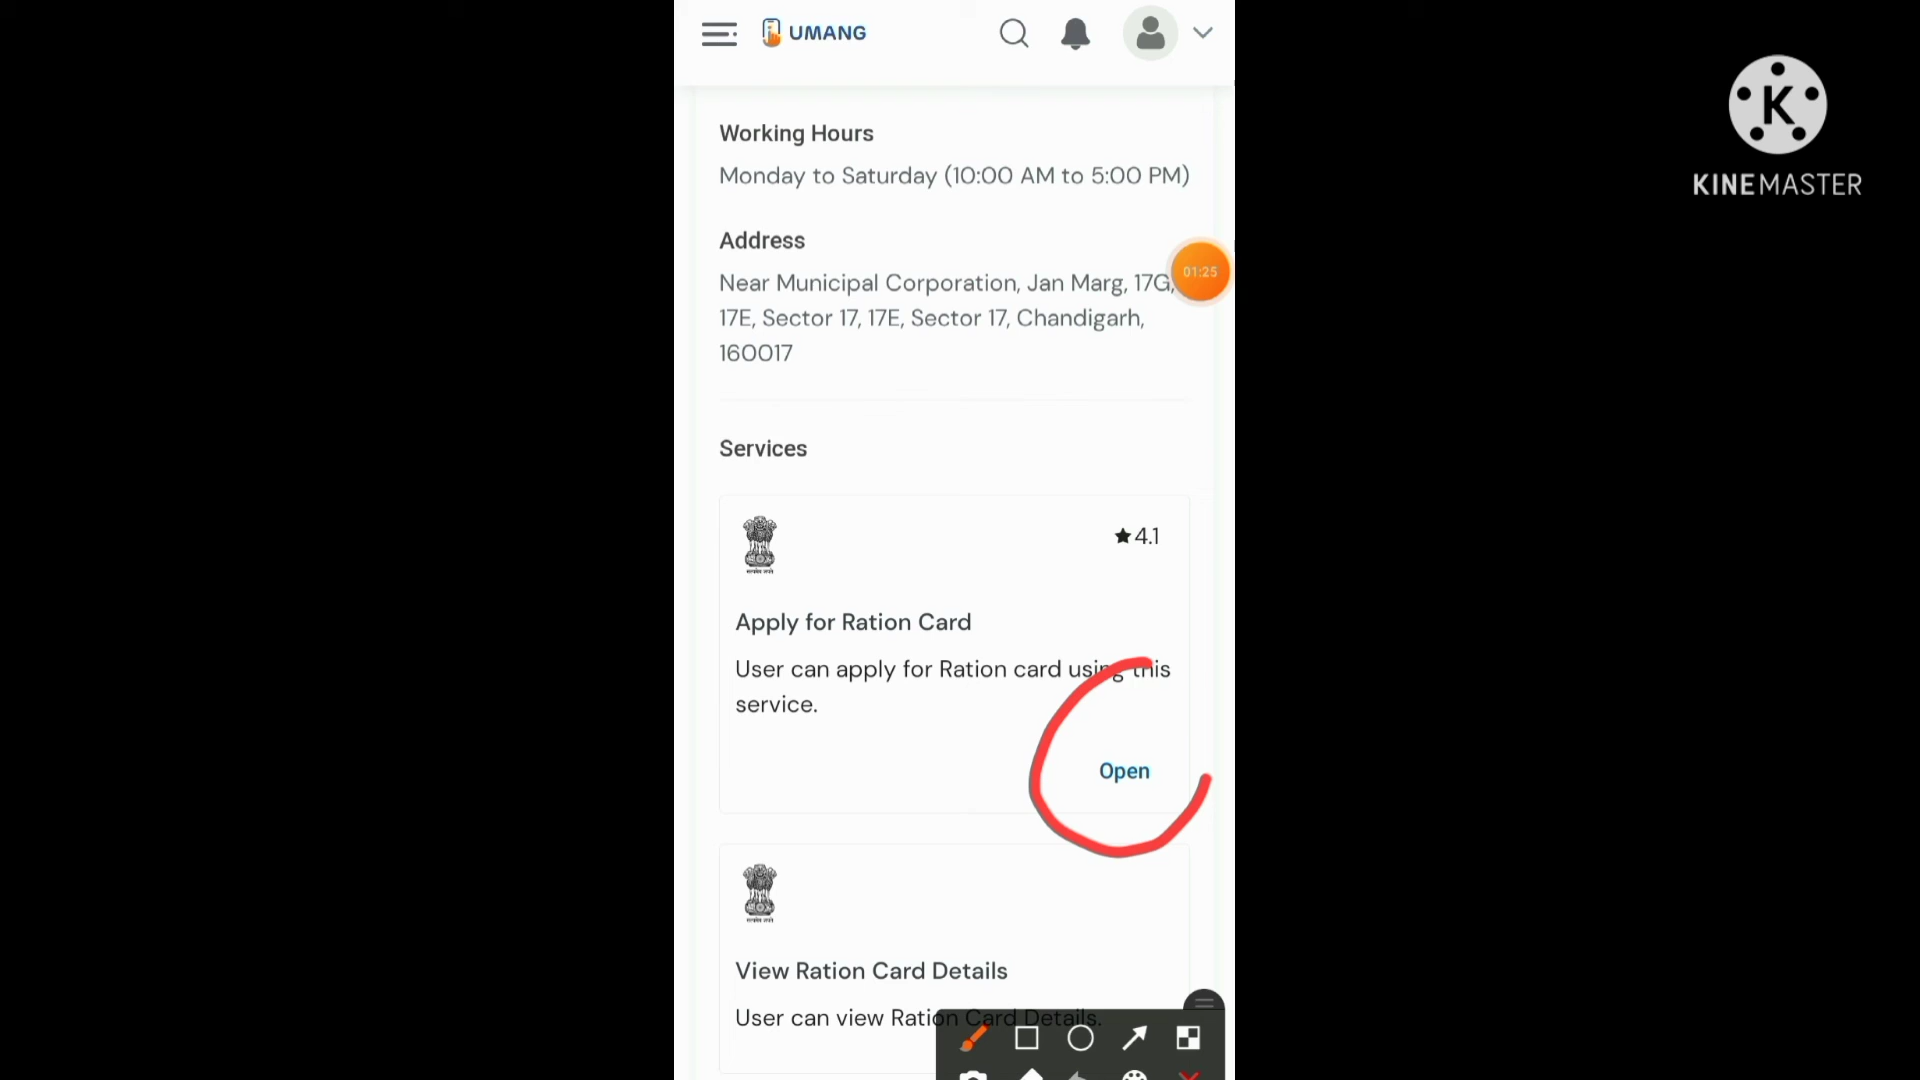 UMANG
KINEMASTER
Working Hours
Monday to Saturday (10:00 AM to 5:00 PM)
Address
01:25
Near Municipal Corporation, Jan Marg, 17G,
17E, Sector 17, 17E, Sector 17, Chandigarh,
160017
Services
★4.1
Apply for Ration Card
User can apply for Ration card using this
service.
Open
View Ration Card Details
User can view Ration Card Details.